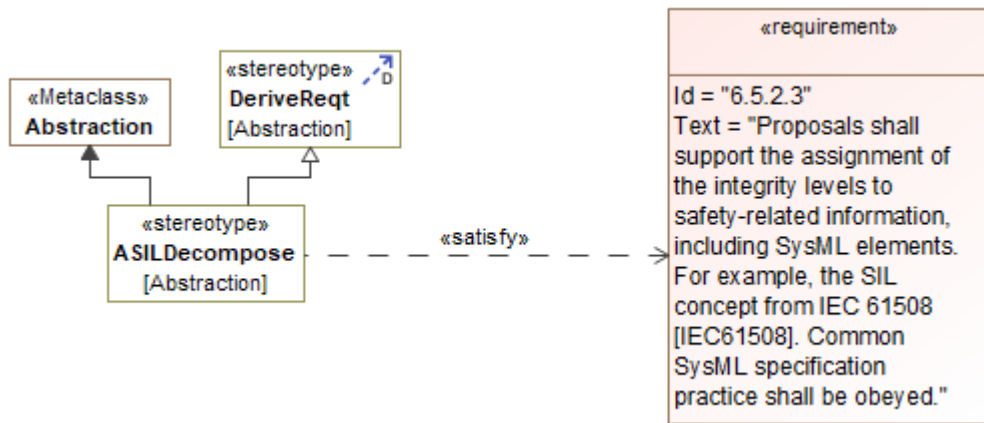 «Metaclass»
Abstraction
«stereotype»
D
DeriveReqt
[Abstraction]
«stereotype»
ASILDecompose
[Abstraction]
«satisfy»
«requirement»
Id = "6.5.2.3"
Text = "Proposals shall
support the assignment of
the integrity levels to
safety-related information,
including SysML elements.
For example, the SIL
concept from IEC 61508
[IEC61508]. Common
SysML specification
practice shall be obeyed."